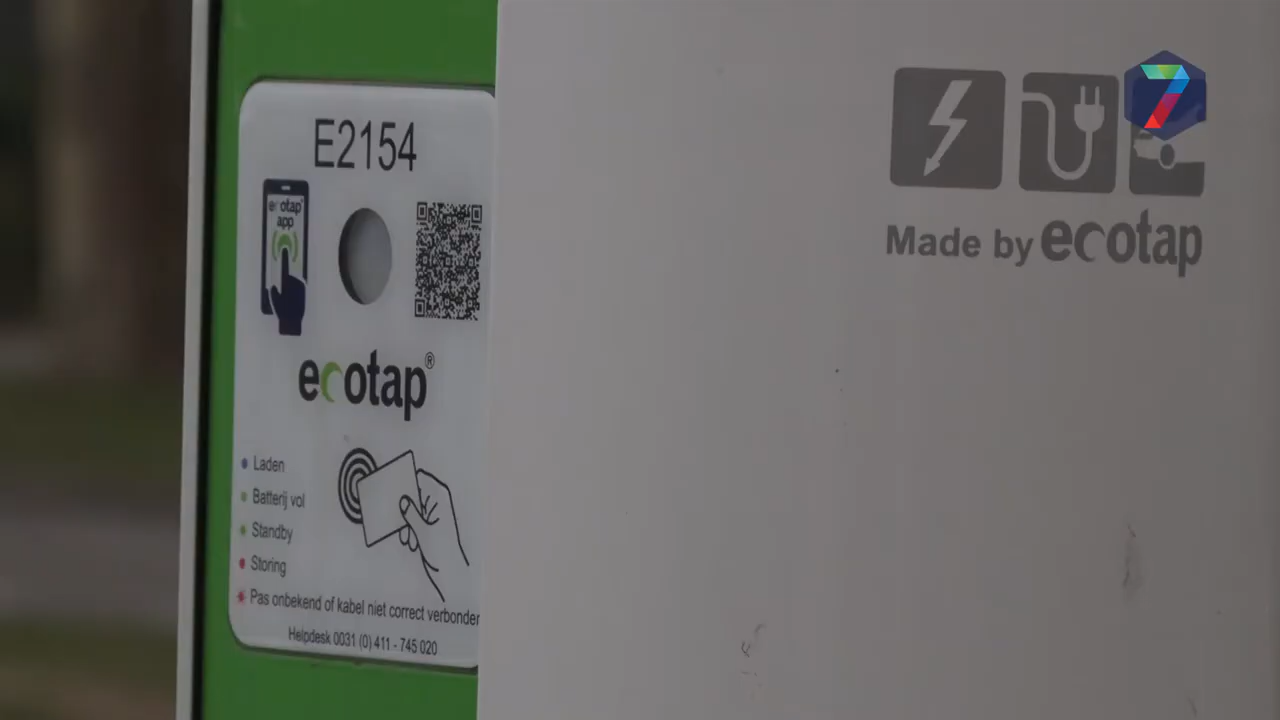 E2154
ecotap
app
ecotap®
Laden
Batterij vol
Standby
Storing
Pas onbekend of kabel niet correct verbonden
Helpdesk 0031 (0) 411 - 745 020
7
Made by ecotap